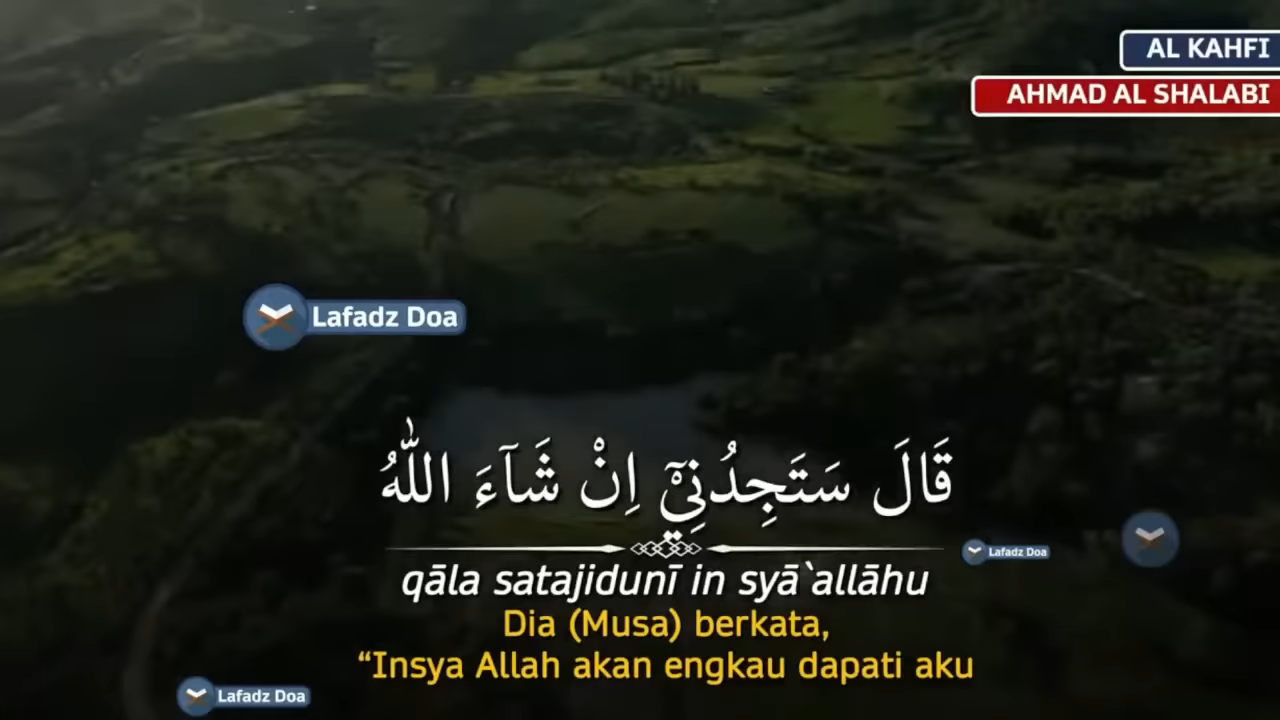 AL KAHFI
AHMAD AL SHALABI
Lafadz Doa
قَالَ سَتَجِدُنِيْٓ اِنْ شَآءَ اللّٰهُ
Lafadz Doa
qāla satajidunī in syā`allāhu
Dia (Musa) berkata,
“Insya Allah akan engkau dapati aku
Lafadz Doa